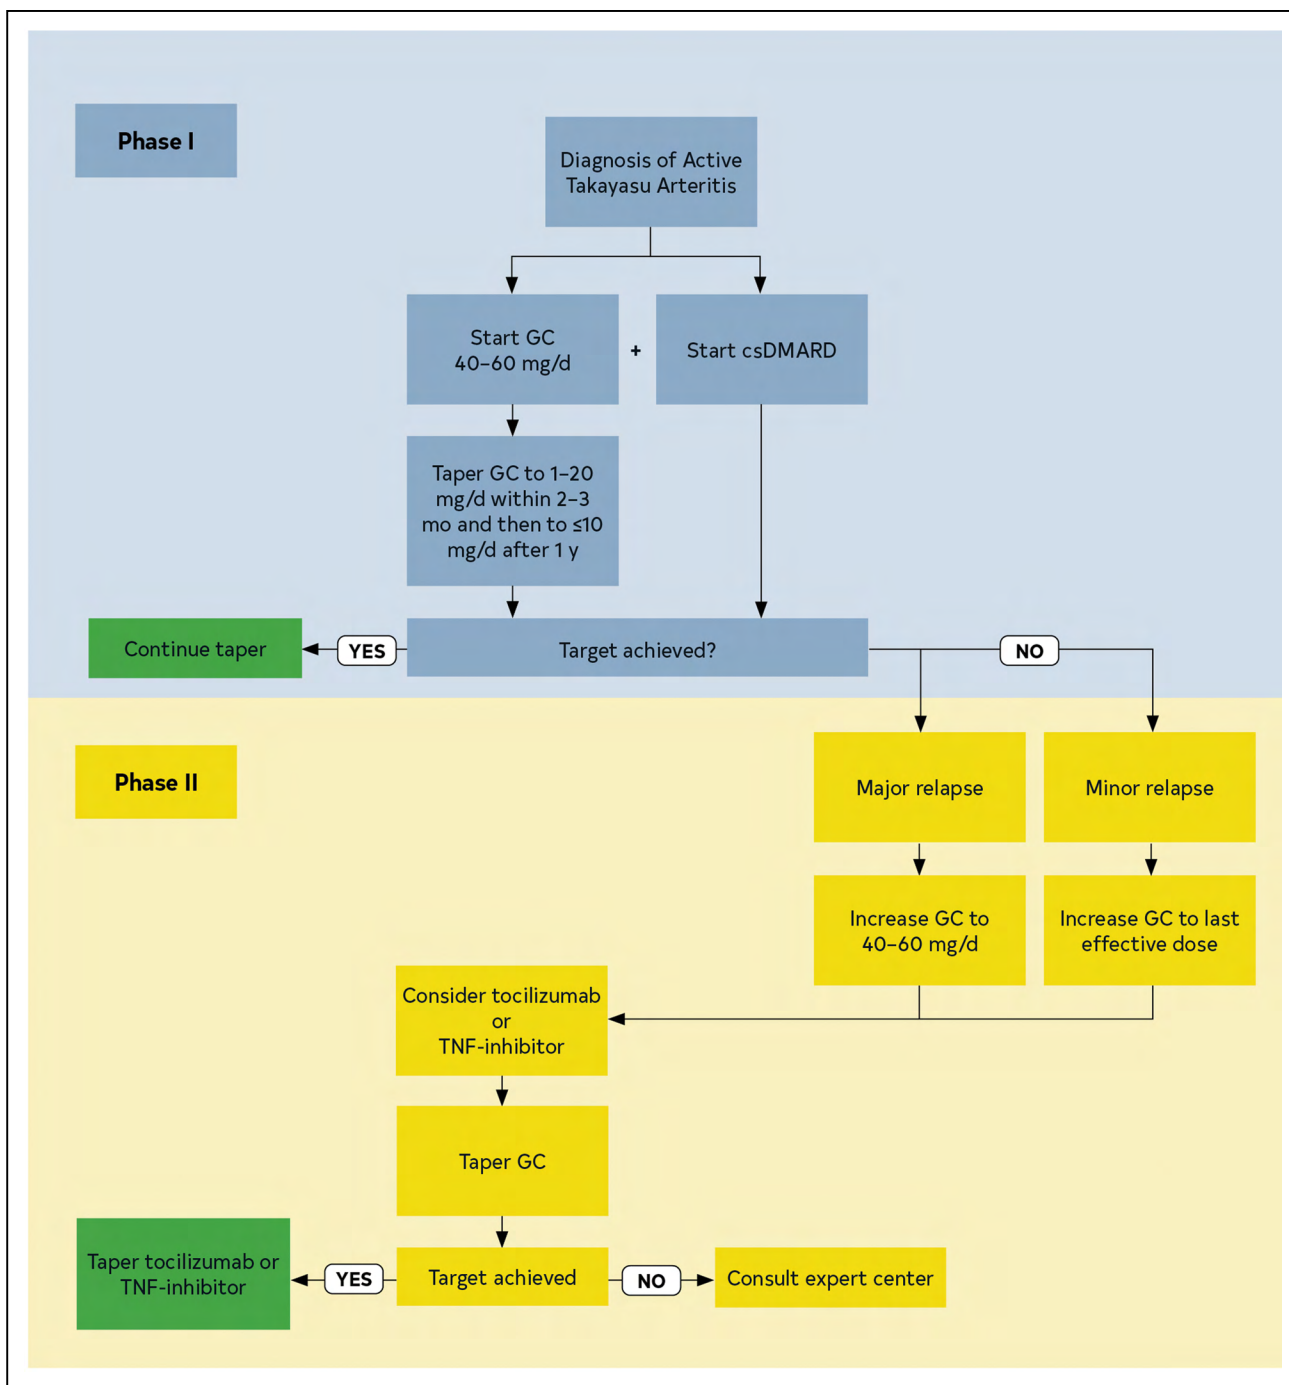 Phase I
Diagnosis of Active
Takayasu Arteritis
Start GC
40–60 mg/d
+
Start csDMARD
Taper GC to 1–20
mg/d within 2–3
mo and then to ≤10
mg/d after 1 y
Continue taper
YES
Target achieved?
NO
Phase II
Major relapse
Minor relapse
Increase GC to
40–60 mg/d
Increase GC to last
effective dose
Consider tocilizumab
or
TNF-inhibitor
Taper GC
Taper tocilizumab or
TNF-inhibitor
YES
Target achieved
NO
Consult expert center